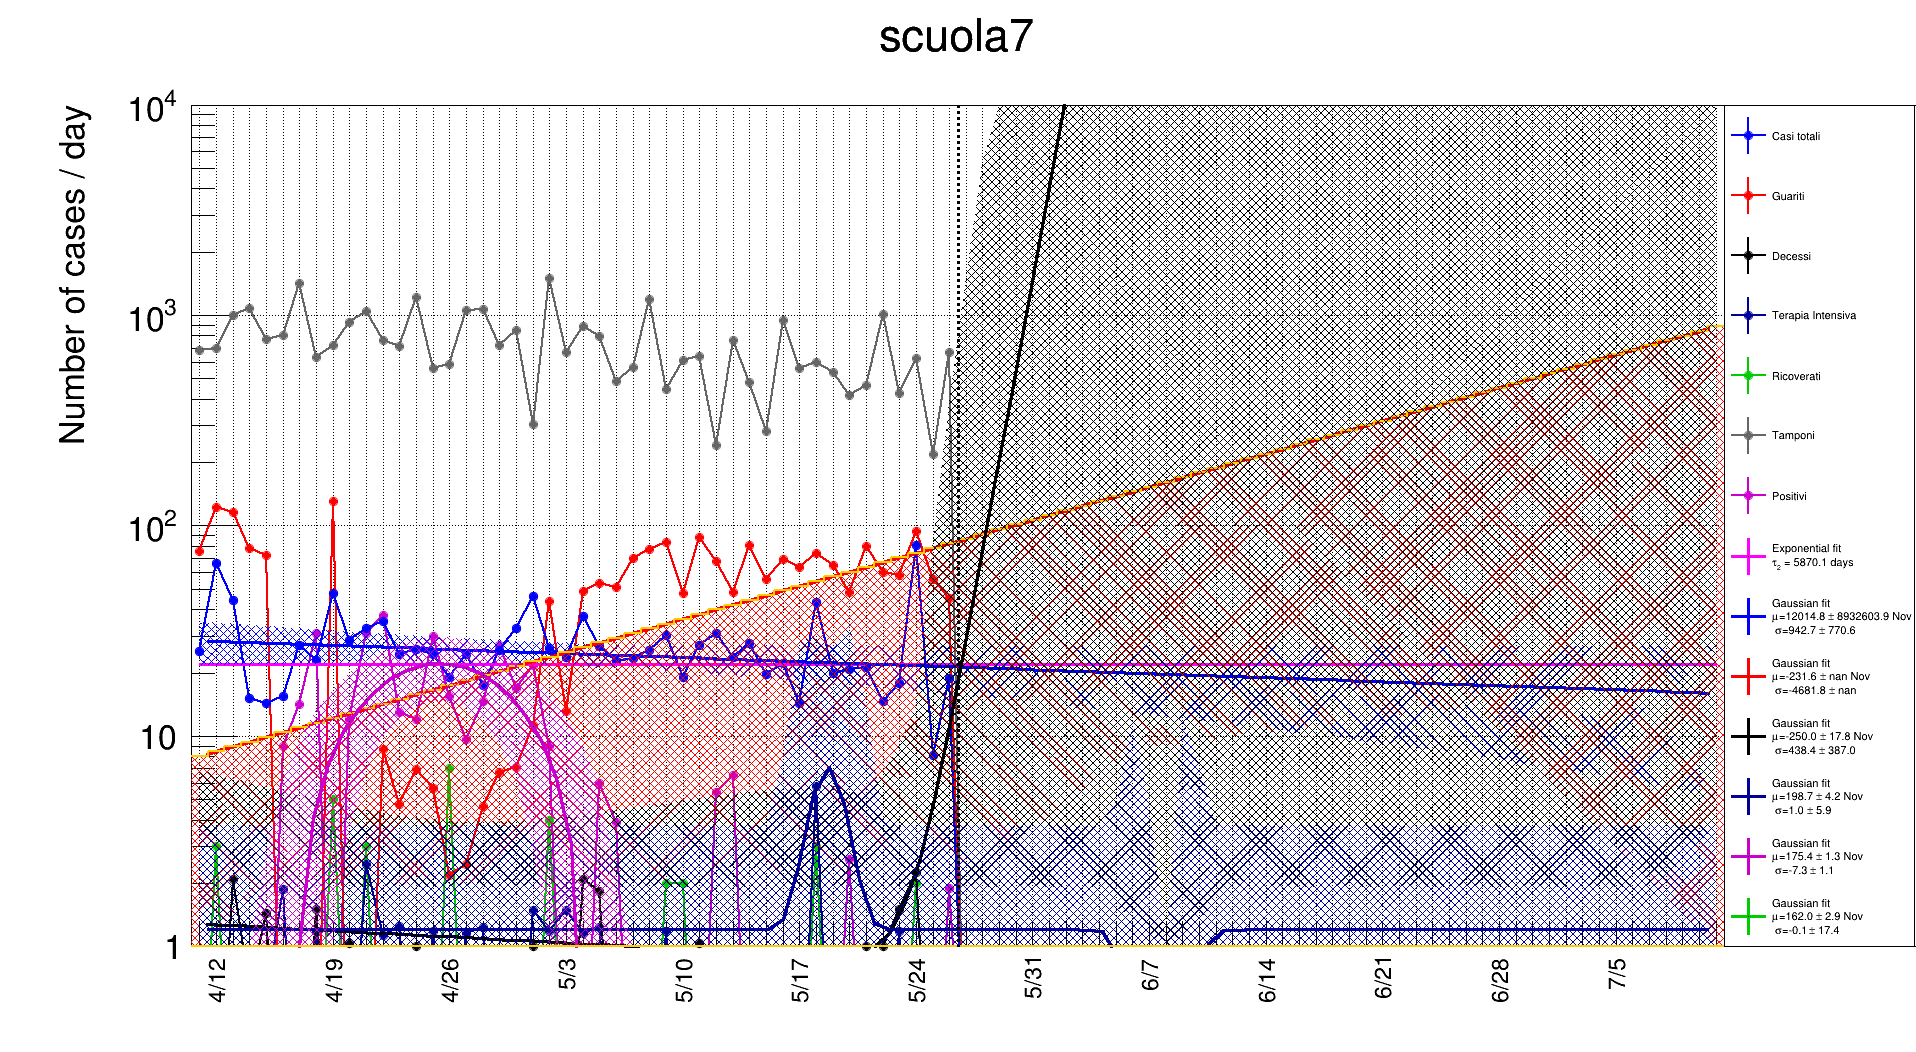 scuola7
Number of cases / day
10^4
10^3
10^2
10
1
4/12
4/19
4/26
5/3
5/10
5/17
5/24
5/31
6/7
6/14
6/21
6/28
7/5
Casi totali
Guariti
Decessi
Terapia Intensiva
Ricoverati
Tamponi
Positivi
Exponential fit
τ₂ = 5870.1 days
Gaussian fit
μ=12014.8 ± 8932603.9 Nov
σ=942.7 ± 770.6
Gaussian fit
μ=-231.6 ± nan Nov
σ=-4681.8 ± nan
Gaussian fit
μ=-250.0 ± 17.8 Nov
σ=438.4 ± 387.0
Gaussian fit
μ=198.7 ± 4.2 Nov
σ=1.0 ± 5.9
Gaussian fit
μ=175.4 ± 1.3 Nov
σ=-7.3 ± 1.1
Gaussian fit
μ=162.0 ± 2.9 Nov
σ=-0.1 ± 17.4